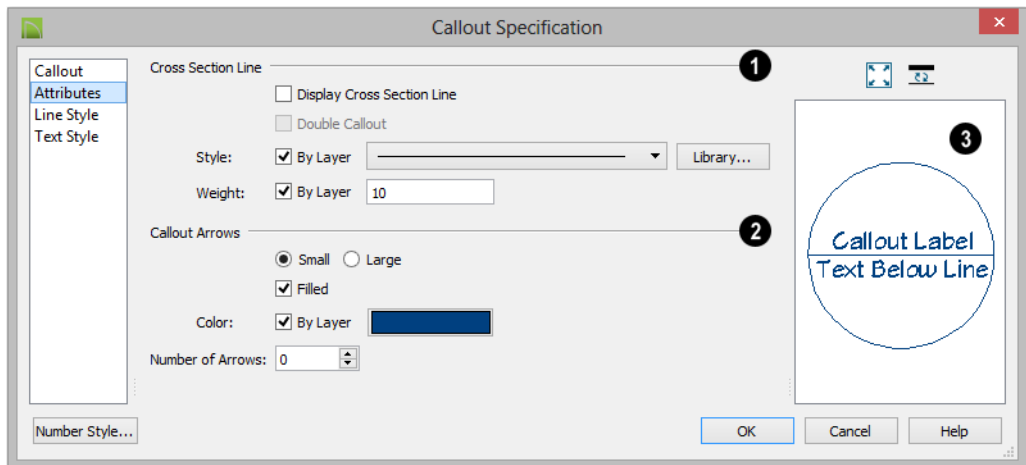 Callout Specification
Callout
Attributes
Line Style
Text Style
Cross Section Line
1
Display Cross Section Line
Double Callout
Style:
By Layer
Library...
Weight:
By Layer
10
Callout Arrows
2
Small
Large
Filled
Color:
By Layer
Number of Arrows:
0
3
Callout Label
Text Below Line
Number Style...
OK
Cancel
Help